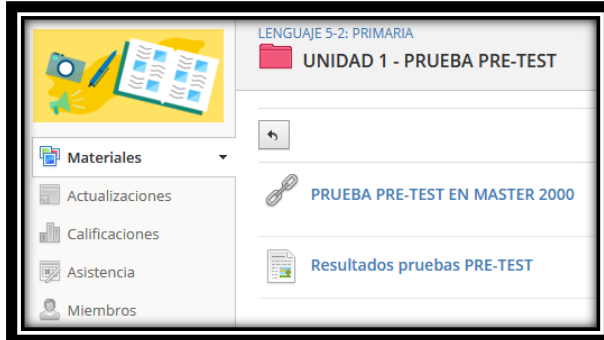 LENGUAJE 5-2: PRIMARIA
UNIDAD 1 - PRUEBA PRE-TEST
Materiales
Actualizaciones
Calificaciones
Asistencia
Miembros
PRUEBA PRE-TEST EN MASTER 2000
Resultados pruebas PRE-TEST